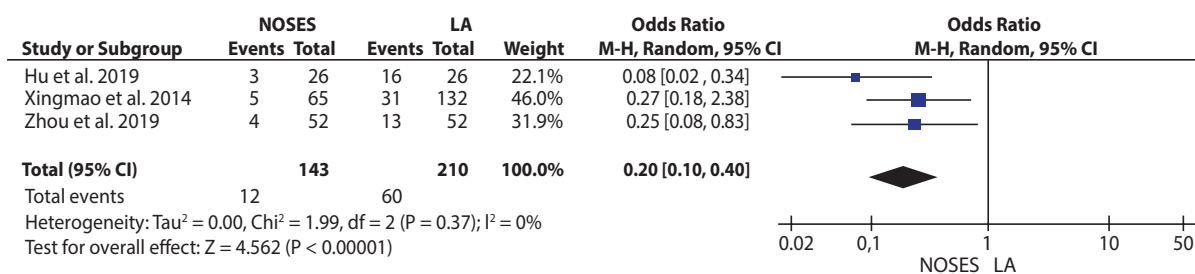 NOSES LA Odds Ratio Odds Ratio
Study or Subgroup Events Total Events Total Weight M-H, Random, 95% CI M-H, Random, 95% CI
Hu et al. 2019 3 26 16 26 22.1% 0.08 [0.02 , 0.34]
Xingmao et al. 2014 5 65 31 132 46.0% 0.27 [0.18, 2.38]
Zhou et al. 2019 4 52 13 52 31.9% 0.25 [0.08, 0.83]
Total (95% CI) 143 210 100.0% 0.20 [0.10, 0.40]
Total events 12 60
Heterogeneity: Tau² = 0.00, Chi² = 1.99, df = 2 (P = 0.37); I² = 0%
Test for overall effect: Z = 4.562 (P < 0.00001)
0.02 0,1 1 10 50
NOSES LA